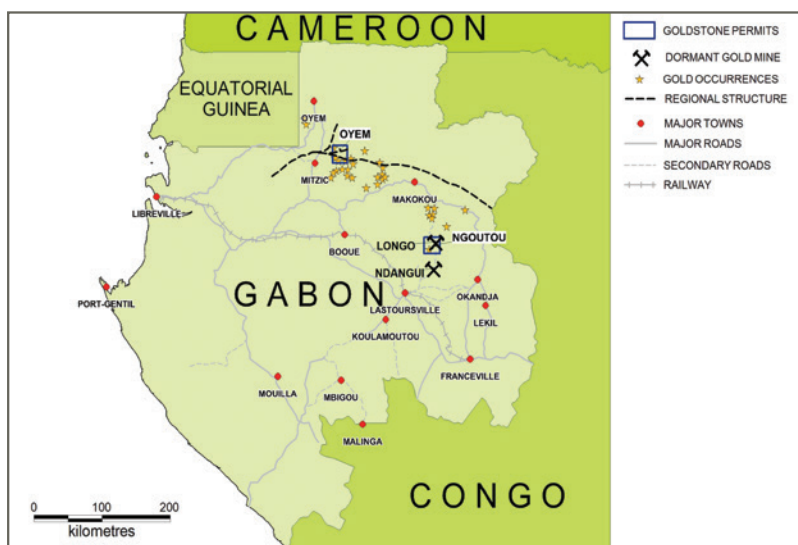 CAMEROON
EQUATORIAL
GUINEA
OYEM
OYEM
MITZIC
MAKOKOU
LIBREVILLE
LONGO
NGOUTOU
BOOUE
NDANGUI
PORT-GENTIL
GABON
OKANDJA
LASTOURSVILLE
LEKIL
KOULAMOUTOU
FRANCEVILLE
MOUILLA
MBIGOU
MALINGA
CONGO
0 100 200
kilometres
GOLDSTONE PERMITS
DORMANT GOLD MINE
GOLD OCCURRENCES
REGIONAL STRUCTURE
MAJOR TOWNS
MAJOR ROADS
SECONDARY ROADS
RAILWAY